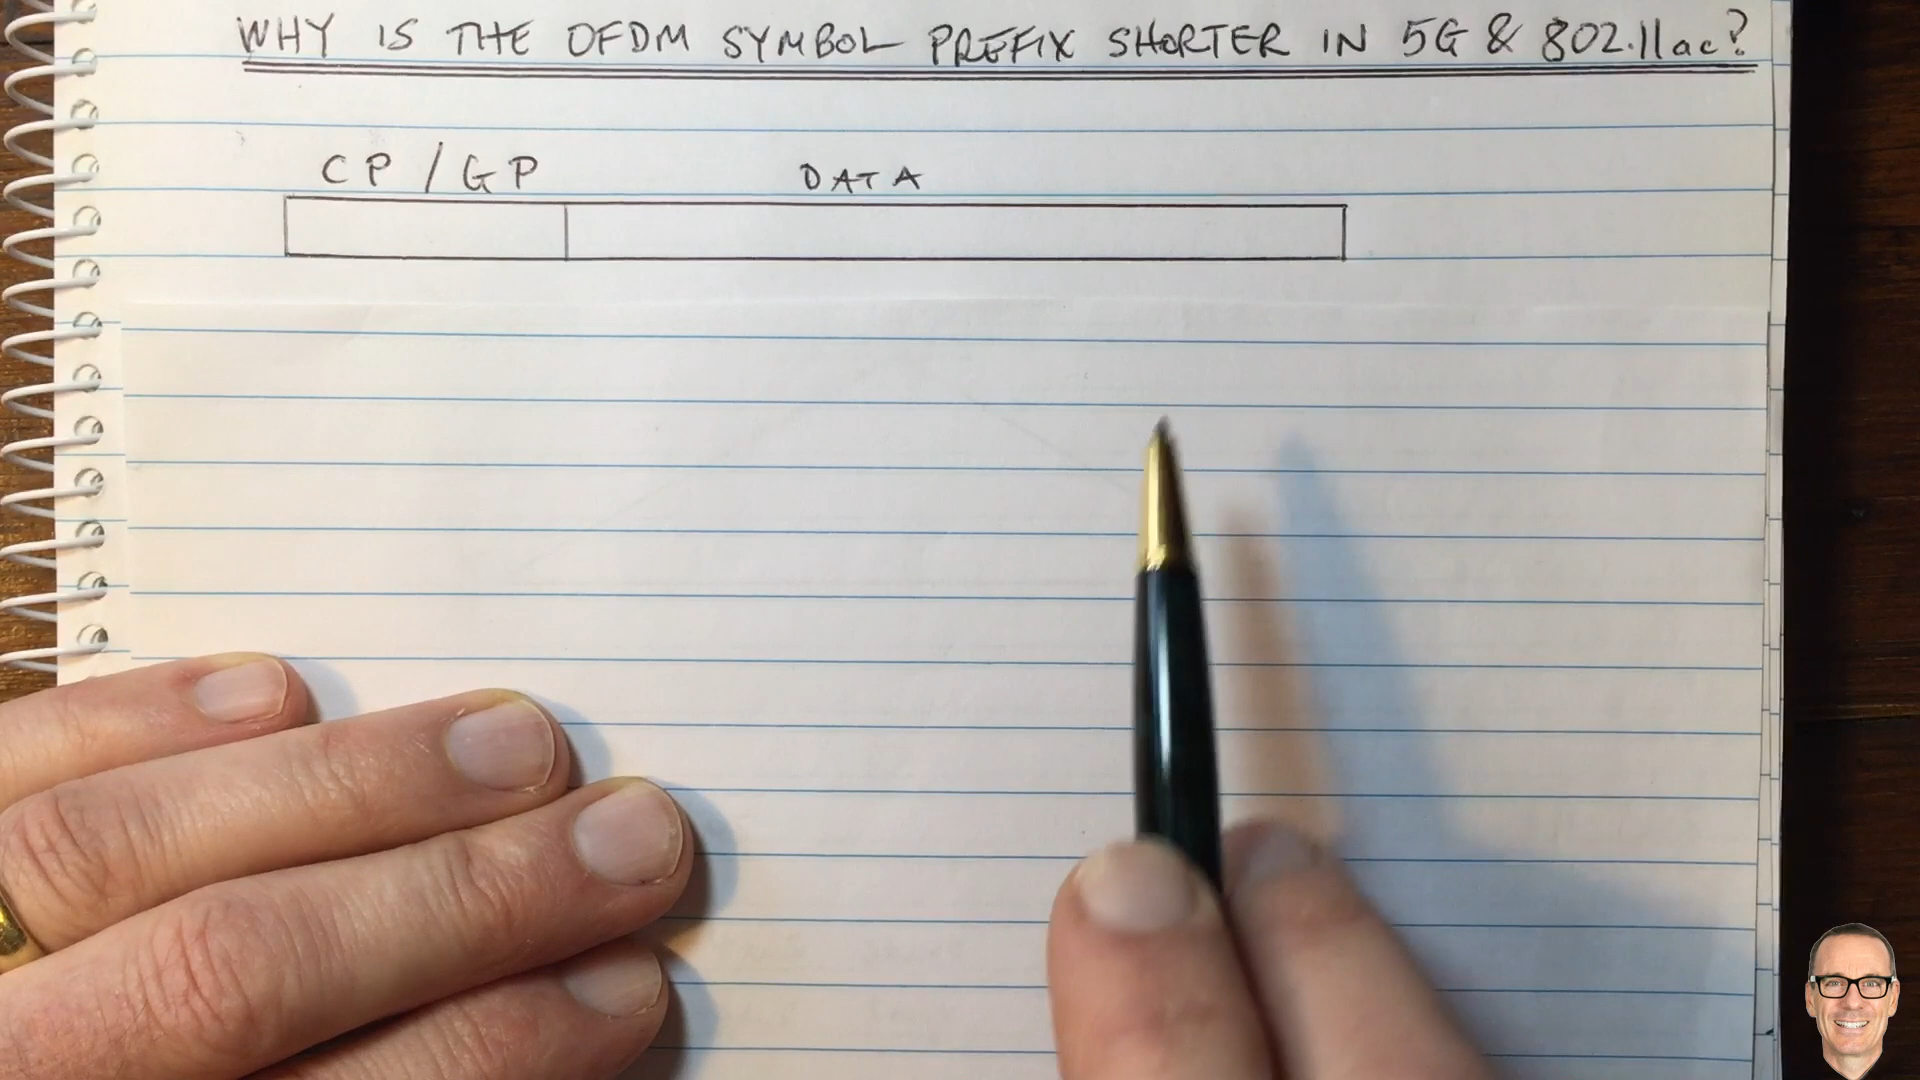 WHY IS THE OFDM SYMBOL PREFIX SHORTER IN 5G & 802.11ac?
CP / GP DATA